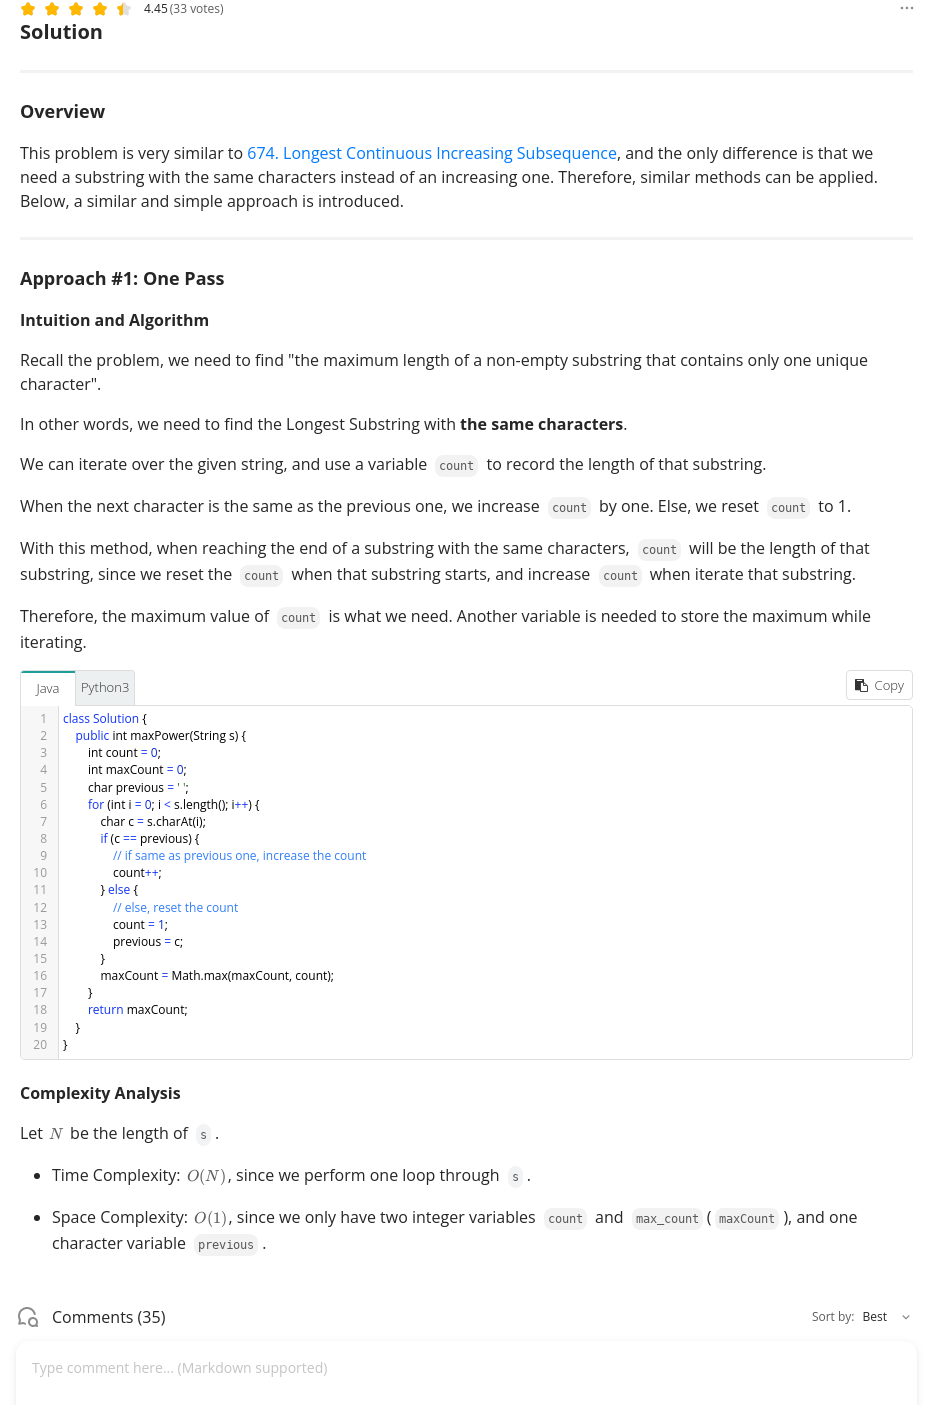 4.45 (33 votes)
Solution
Overview
This problem is very similar to 674. Longest Continuous Increasing Subsequence, and the only difference is that we
need a substring with the same characters instead of an increasing one. Therefore, similar methods can be applied.
Below, a similar and simple approach is introduced.
Approach #1: One Pass
Intuition and Algorithm
Recall the problem, we need to find "the maximum length of a non-empty substring that contains only one unique
character".
In other words, we need to find the Longest Substring with the same characters.
We can iterate over the given string, and use a variable count to record the length of that substring.
When the next character is the same as the previous one, we increase count by one. Else, we reset count to 1.
With this method, when reaching the end of a substring with the same characters, count will be the length of that
substring, since we reset the count when that substring starts, and increase count when iterate that substring.
Therefore, the maximum value of count is what we need. Another variable is needed to store the maximum while
iterating.
Java Python3 Copy
1 class Solution {
2 public int maxPower(String s) {
3 int count = 0;
4 int maxCount = 0;
5 char previous = ' ';
6 for (int i = 0; i < s.length(); i++) {
7 char c = s.charAt(i);
8 if (c == previous) {
9 // if same as previous one, increase the count
10 count++;
11 } else {
12 // else, reset the count
13 count = 1;
14 previous = c;
15 }
16 maxCount = Math.max(maxCount, count);
17 }
18 return maxCount;
19 }
20 }
Complexity Analysis
Let N be the length of s .
• Time Complexity: O(N), since we perform one loop through s .
• Space Complexity: O(1), since we only have two integer variables count and max_count ( maxCount ), and one
character variable previous .
Comments (35) Sort by: Best
Type comment here... (Markdown supported)